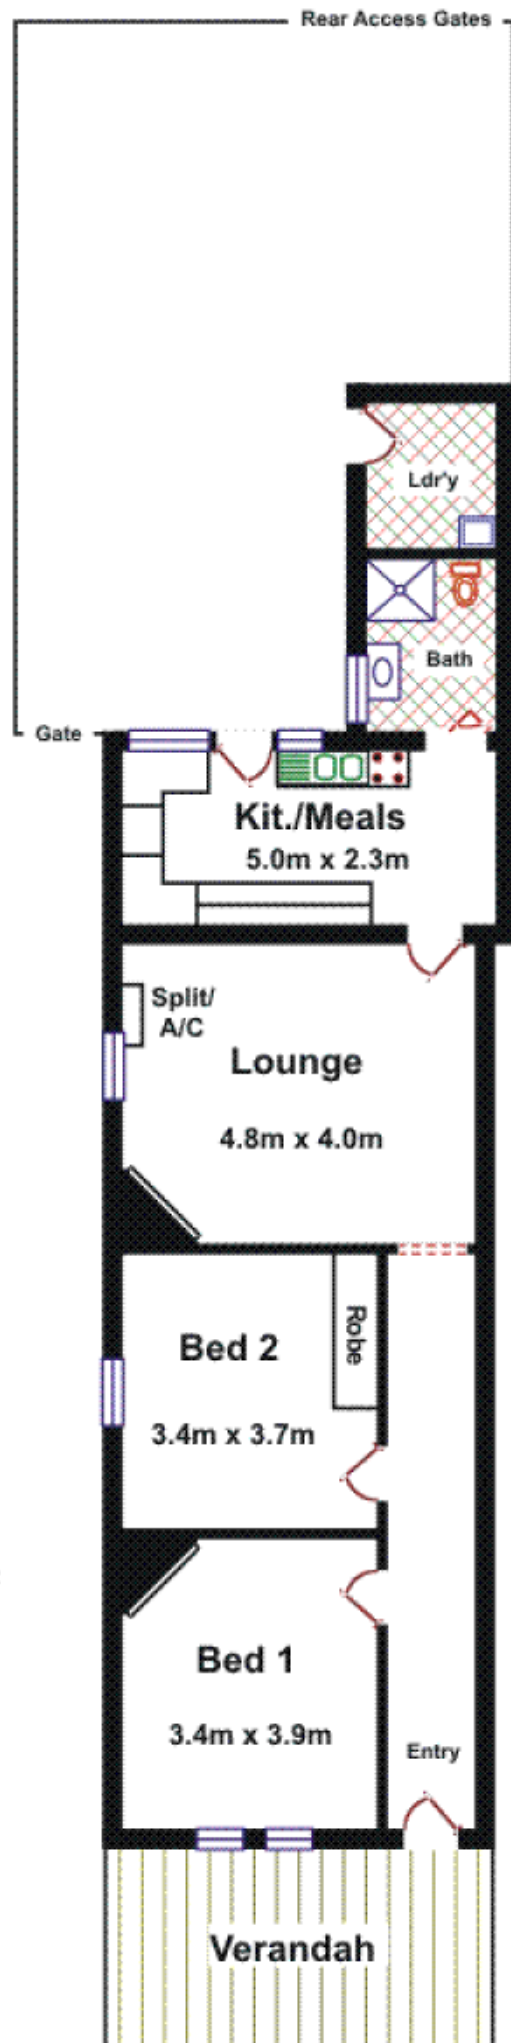 Rear Access Gates
Ldr'y
Bath
Gate
Kit./Meals
5.0m x 2.3m
Split/
A/C
Lounge
4.8m x 4.0m
Robe
Bed 2
3.4m x 3.7m
Bed 1
3.4m x 3.9m
Entry
Verandah